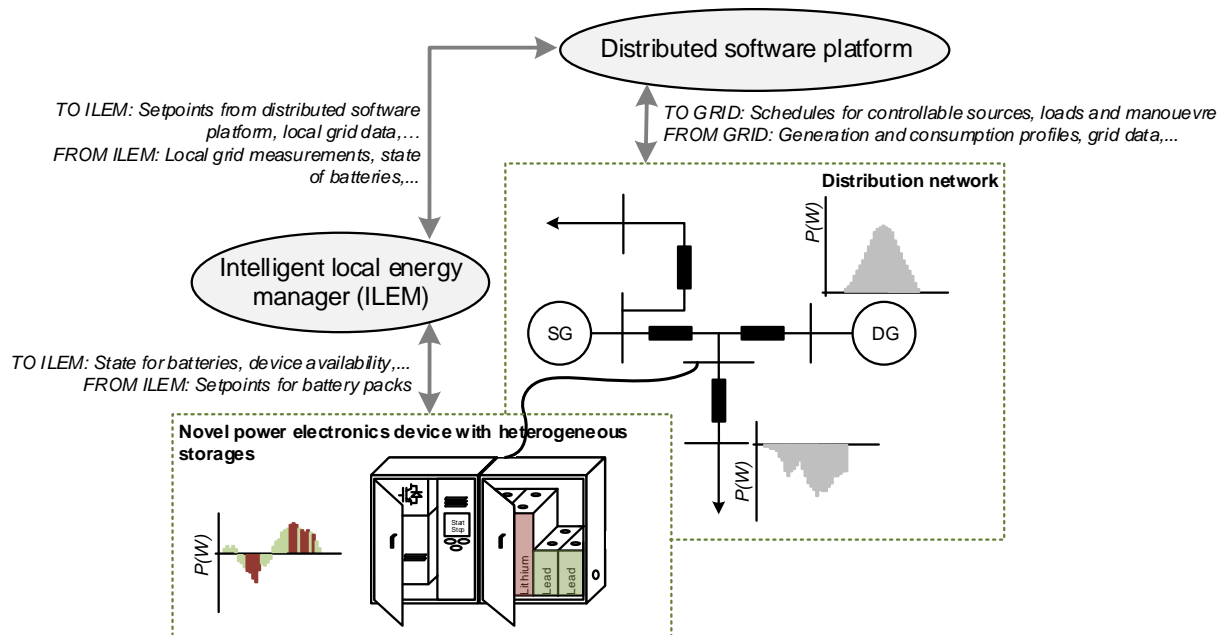 Distributed software platform
TO ILEM: Setpoints from distributed software
platform, local grid data,...
FROM ILEM: Local grid measurements, state
of batteries,...
TO GRID: Schedules for controllable sources, loads and manouevre
FROM GRID: Generation and consumption profiles, grid data,...
Distribution network
P(W)
Intelligent local energy
manager (ILEM)
SG
DG
TO ILEM: State for batteries, device availability,...
FROM ILEM: Setpoints for battery packs
Novel power electronics device with heterogeneous
storages
P(W)
P(W)
Start
Stop
Lithium
Lead
Lead